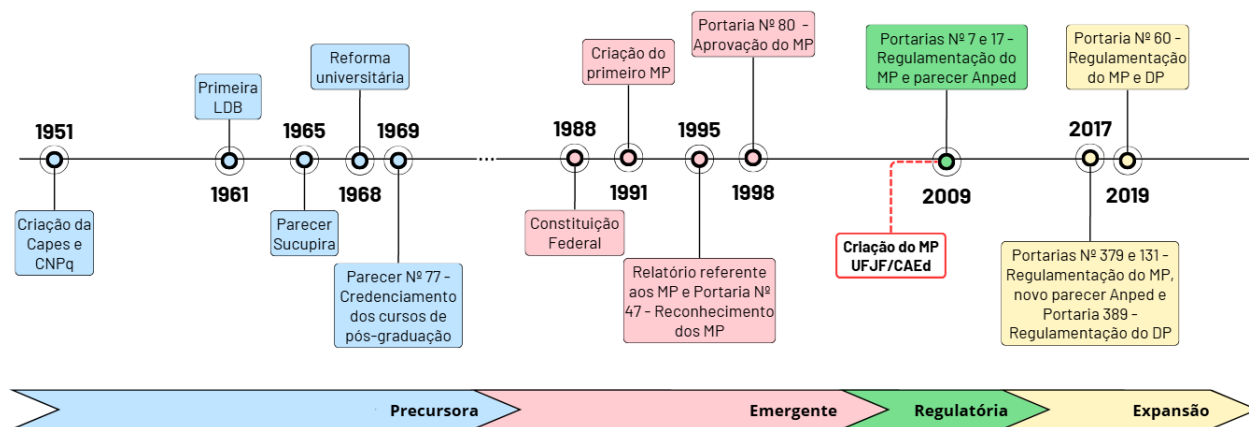 Portaria Nº 80 -
Aprovação do MP
Portarias Nº 7 e 17 -
Regulamentação do
MP e parecer Anped
Portaria Nº 60 -
Regulamentação
do MP e DP
Reforma
universitária
Criação do
primeiro MP
Primeira
LDB
1951
1965
1969
1988
1995
2017
1961
1968
1991
1998
2009
2019
Criação da
Capes e
CNPq
Parecer
Sucupira
Constituição
Federal
Criação do MP
UFJF/CAEd
Parecer Nº 77 -
Credenciamento
dos cursos de
pós-graduação
Relatório referente
aos MP e Portaria Nº
47 - Reconhecimento
dos MP
Portarias Nº 379 e 131 -
Regulamentação do MP,
novo parecer Anped e
Portaria 389 -
Regulamentação do DP
Precursora
Emergente
Regulatória
Expansão